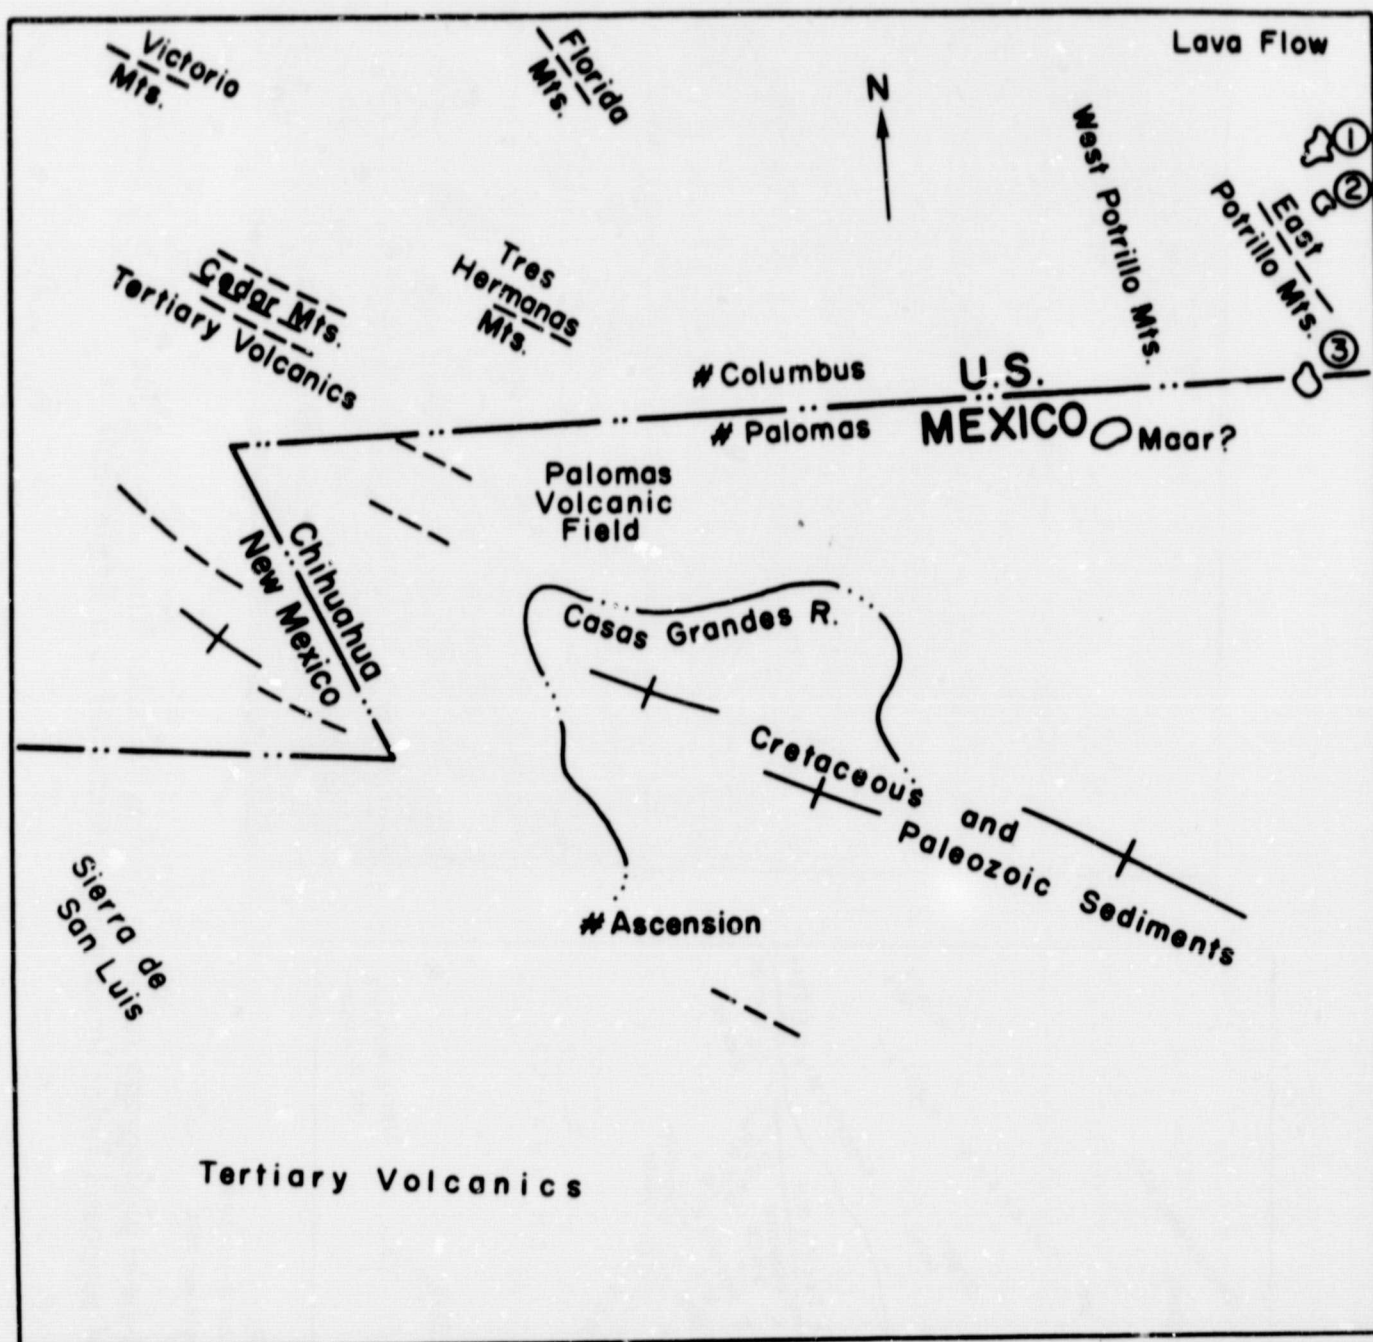 Victorio
Mts.
Florida
Mts.
Lava Flow
N
West Potrillo Mts.
1
2
East
Potrillo Mts.
Cedar Mts.
Tertiary Volcanics
Tres
Hermanas
Mts.
3
# Columbus
U.S.
# Palomas
MEXICO
Maar?
Palomas
Volcanic
Field
Chihuahua
New Mexico
Casas Grandes R.
Cretaceous and
Paleozoic Sediments
Sierra de
San Luis
# Ascension
Tertiary Volcanics